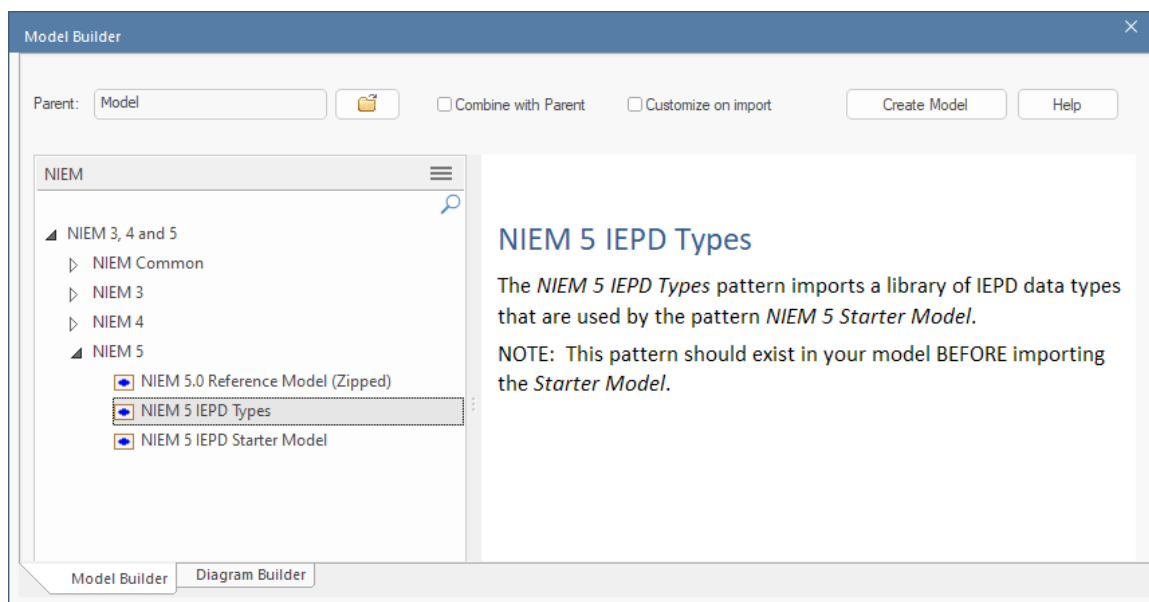 Model Builder
Parent:
Model
Combine with Parent
Customize on import
Create Model
Help
NIEM
NIEM 3, 4 and 5
NIEM Common
NIEM 3
NIEM 4
NIEM 5
NIEM 5.0 Reference Model (Zipped)
NIEM 5 IEPD Types
NIEM 5 IEPD Starter Model
NIEM 5 IEPD Types
The NIEM 5 IEPD Types pattern imports a library of IEPD data types
that are used by the pattern NIEM 5 Starter Model.
NOTE: This pattern should exist in your model BEFORE importing
the Starter Model.
Model Builder
Diagram Builder